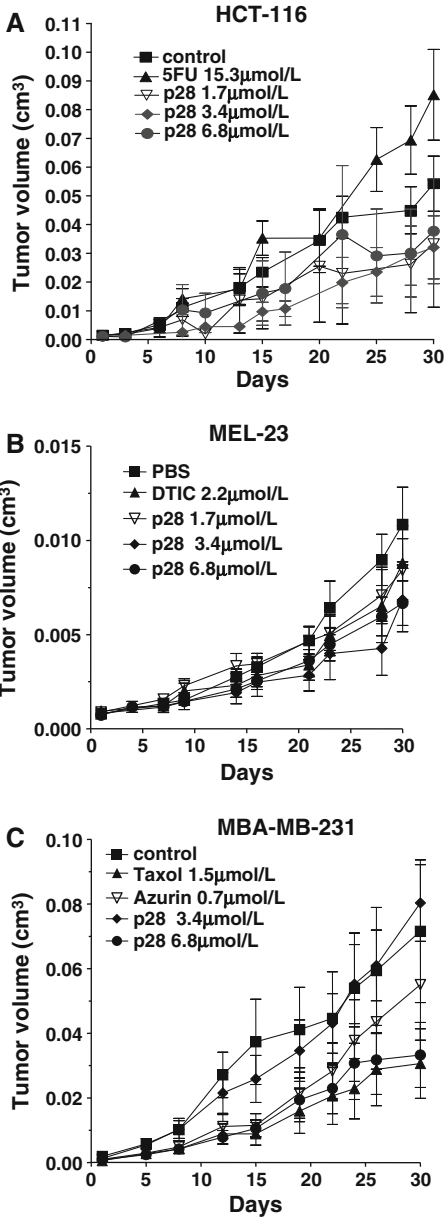 A
HCT-116
control
5FU 15.3μmol/L
p28 1.7μmol/L
p28 3.4μmol/L
p28 6.8μmol/L
Tumor volume (cm³)
0.11
0.10
0.09
0.08
0.07
0.06
0.05
0.04
0.03
0.02
0.01
0.00
0 5 10 15 20 25 30
Days
B
MEL-23
PBS
DTIC 2.2μmol/L
p28 1.7μmol/L
p28 3.4μmol/L
p28 6.8μmol/L
Tumor volume (cm³)
0.015
0.010
0.005
0.000
0 5 10 15 20 25 30
Days
C
MBA-MB-231
control
Taxol 1.5μmol/L
Azurin 0.7μmol/L
p28 3.4μmol/L
p28 6.8μmol/L
Tumor volume (cm³)
0.10
0.08
0.06
0.04
0.02
0.00
0 5 10 15 20 25 30
Days